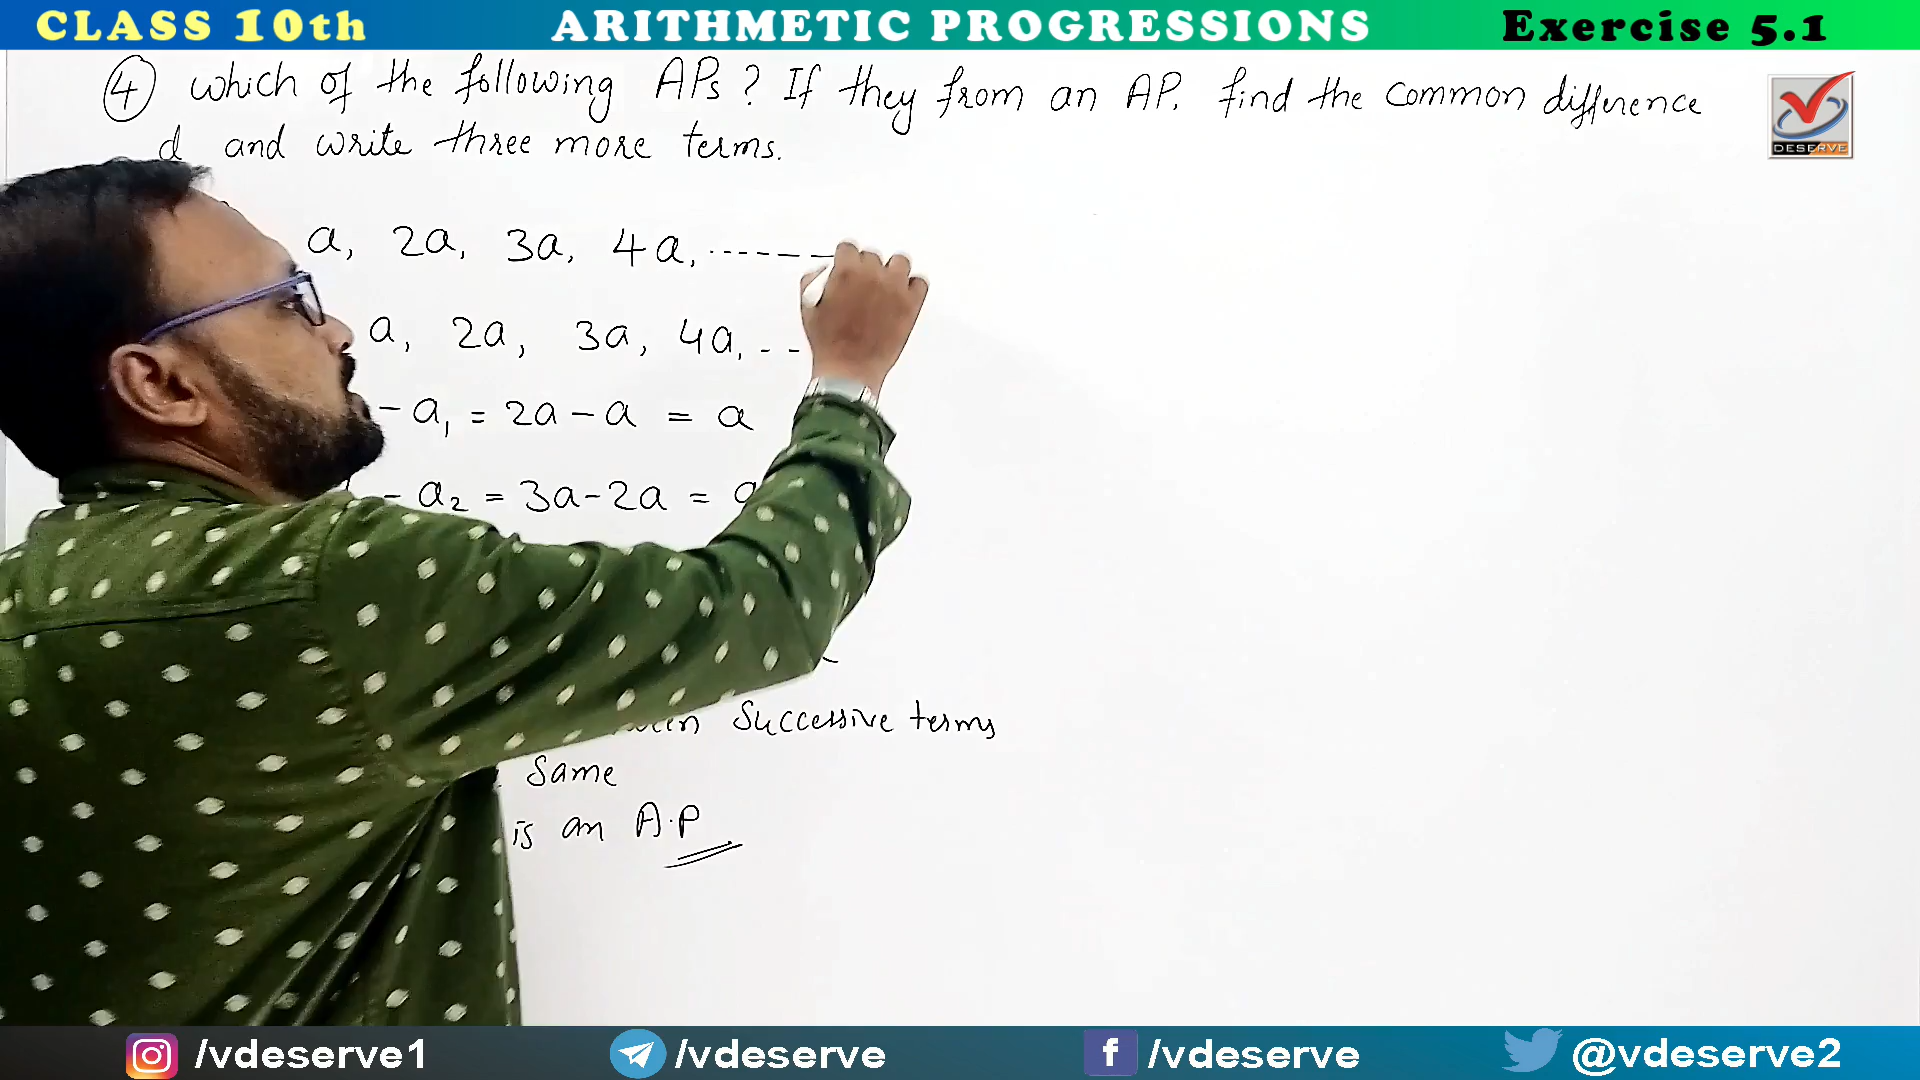 CLASS 10th ARITHMETIC PROGRESSIONS Exercise 5.1
④ which of the following APs ? If they from an AP. find the common difference
d and write three more terms.
DESERVE
a, 2a, 3a, 4a, -------
a, 2a, 3a, 4a, --
- a₁ = 2a - a = a
- a₂ = 3a - 2a = a
Successive terms
Same
is an A.P
/vdeserve1 /vdeserve /vdeserve @vdeserve2